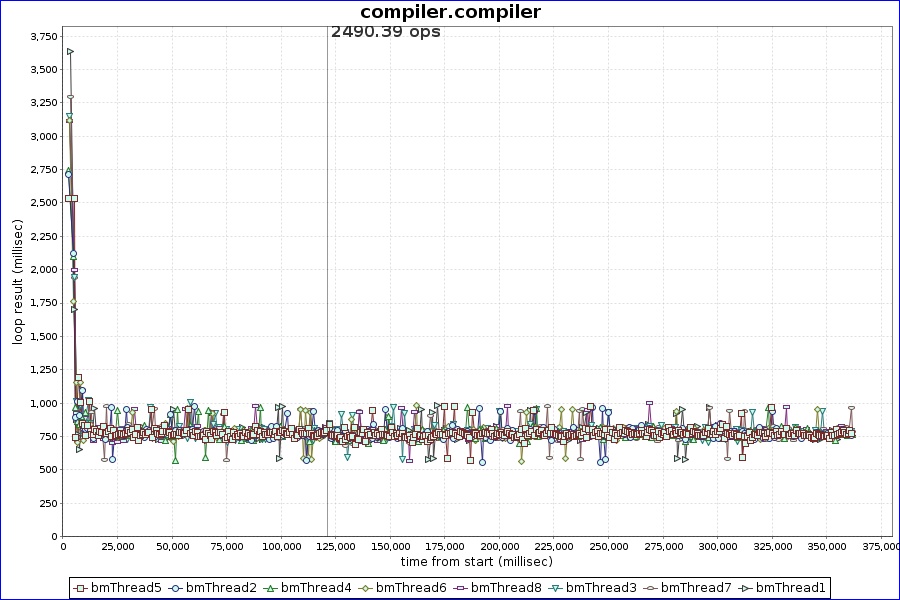 compiler.compiler
2490.39 ops
3,750
3,500
3,250
3,000
2,750
2,500
2,250
2,000
1,750
1,500
1,250
1,000
750
500
250
0
loop result (millisec)
0 25,000 50,000 75,000 100,000 125,000 150,000 175,000 200,000 225,000 250,000 275,000 300,000 325,000 350,000 375,000
time from start (millisec)
bmThread5 bmThread2 bmThread4 bmThread6 bmThread8 bmThread3 bmThread7 bmThread1